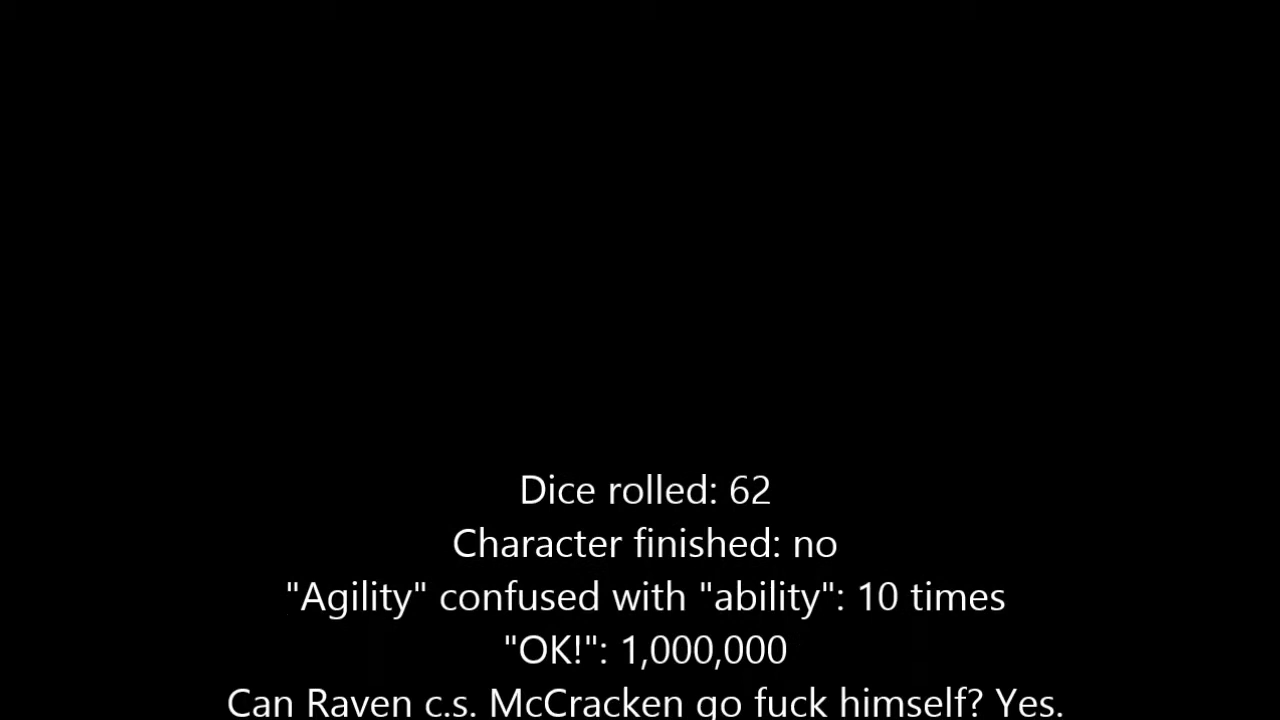 Dice rolled: 62
Character finished: no
"Agility" confused with "ability": 10 times
"OK!": 1,000,000
Can Raven c.s. McCracken go fuck himself? Yes.